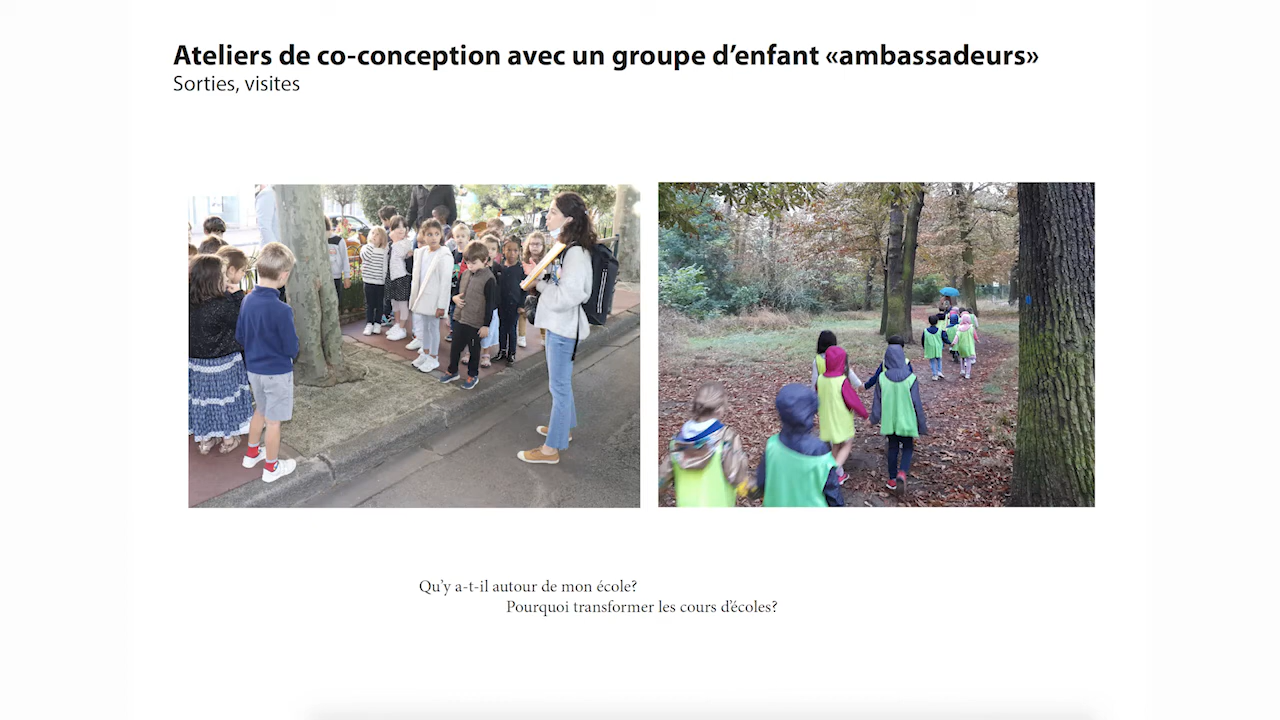 Ateliers de co-conception avec un groupe d’enfant «ambassadeurs»
Sorties, visites
Qu’y a-t-il autour de mon école?
Pourquoi transformer les cours d’écoles?